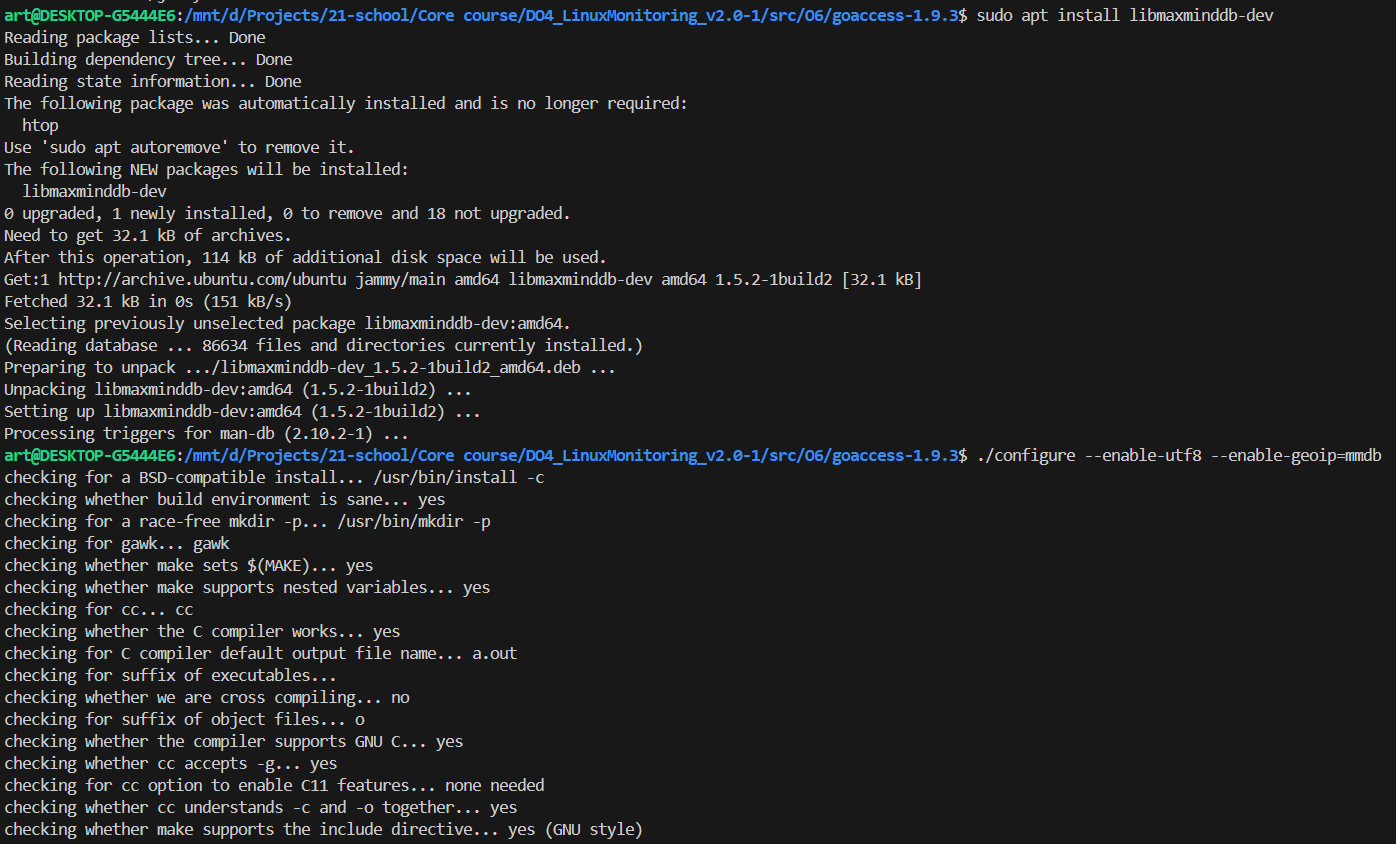 art@DESKTOP-G5444E6:/mnt/d/Projects/21-school/Core course/DO4_LinuxMonitoring_v2.0-1/src/O6/goaccess-1.9.3$ sudo apt install libmaxminddb-dev
Reading package lists... Done
Building dependency tree... Done
Reading state information... Done
The following package was automatically installed and is no longer required:
  htop
Use 'sudo apt autoremove' to remove it.
The following NEW packages will be installed:
  libmaxminddb-dev
0 upgraded, 1 newly installed, 0 to remove and 18 not upgraded.
Need to get 32.1 kB of archives.
After this operation, 114 kB of additional disk space will be used.
Get:1 http://archive.ubuntu.com/ubuntu jammy/main amd64 libmaxminddb-dev amd64 1.5.2-1build2 [32.1 kB]
Fetched 32.1 kB in 0s (151 kB/s)
Selecting previously unselected package libmaxminddb-dev:amd64.
(Reading database ... 86634 files and directories currently installed.)
Preparing to unpack .../libmaxminddb-dev_1.5.2-1build2_amd64.deb ...
Unpacking libmaxminddb-dev:amd64 (1.5.2-1build2) ...
Setting up libmaxminddb-dev:amd64 (1.5.2-1build2) ...
Processing triggers for man-db (2.10.2-1) ...
art@DESKTOP-G5444E6:/mnt/d/Projects/21-school/Core course/DO4_LinuxMonitoring_v2.0-1/src/O6/goaccess-1.9.3$ ./configure --enable-utf8 --enable-geoip=mmdb
checking for a BSD-compatible install... /usr/bin/install -c
checking whether build environment is sane... yes
checking for a race-free mkdir -p... /usr/bin/mkdir -p
checking for gawk... gawk
checking whether make sets $(MAKE)... yes
checking whether make supports nested variables... yes
checking for cc... cc
checking whether the C compiler works... yes
checking for C compiler default output file name... a.out
checking for suffix of executables...
checking whether we are cross compiling... no
checking for suffix of object files... o
checking whether the compiler supports GNU C... yes
checking whether cc accepts -g... yes
checking for cc option to enable C11 features... none needed
checking whether cc understands -c and -o together... yes
checking whether make supports the include directive... yes (GNU style)